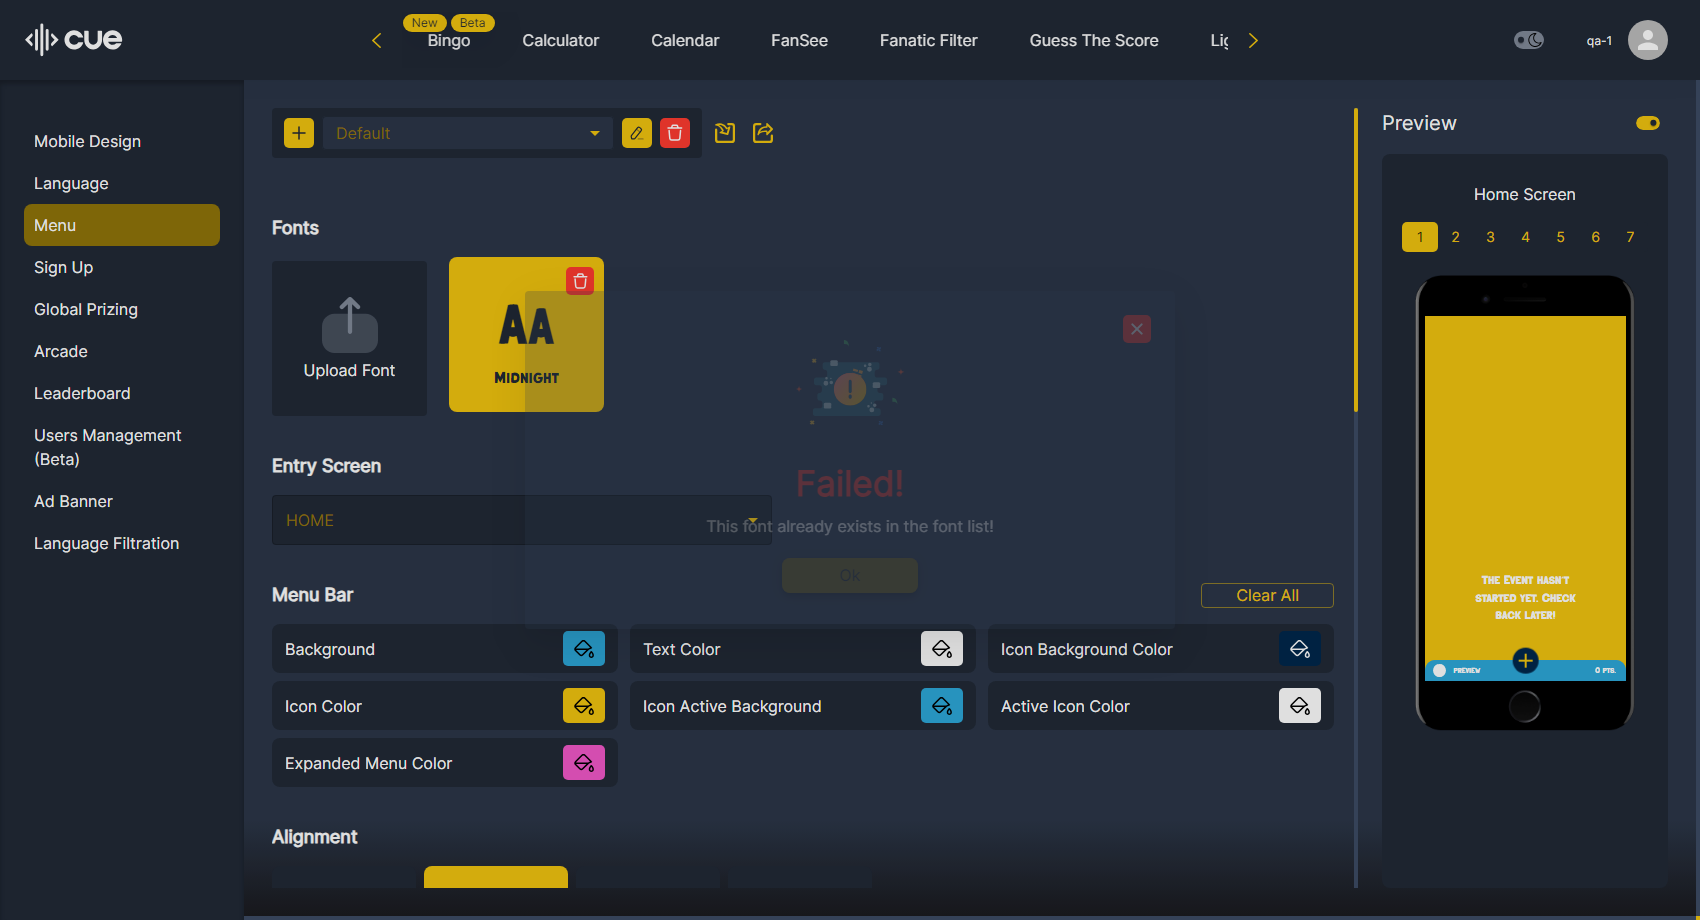 cue
New
Beta
Bingo
Calculator
Calendar
FanSee
Fanatic Filter
Guess The Score
Lig
qa-1
Mobile Design
Language
Menu
Sign Up
Global Prizing
Arcade
Leaderboard
Users Management
(Beta)
Ad Banner
Language Filtration
Default
Fonts
Upload Font
AA
MIDNIGHT
Failed!
This font already exists in the font list!
Ok
Entry Screen
HOME
Menu Bar
Clear All
Background
Text Color
Icon Background Color
Icon Color
Icon Active Background
Active Icon Color
Expanded Menu Color
Alignment
Preview
Home Screen
1 2 3 4 5 6 7
THE EVENT HASN'T
STARTED YET. CHECK
BACK LATER!
PREVIEW
0 PTS.